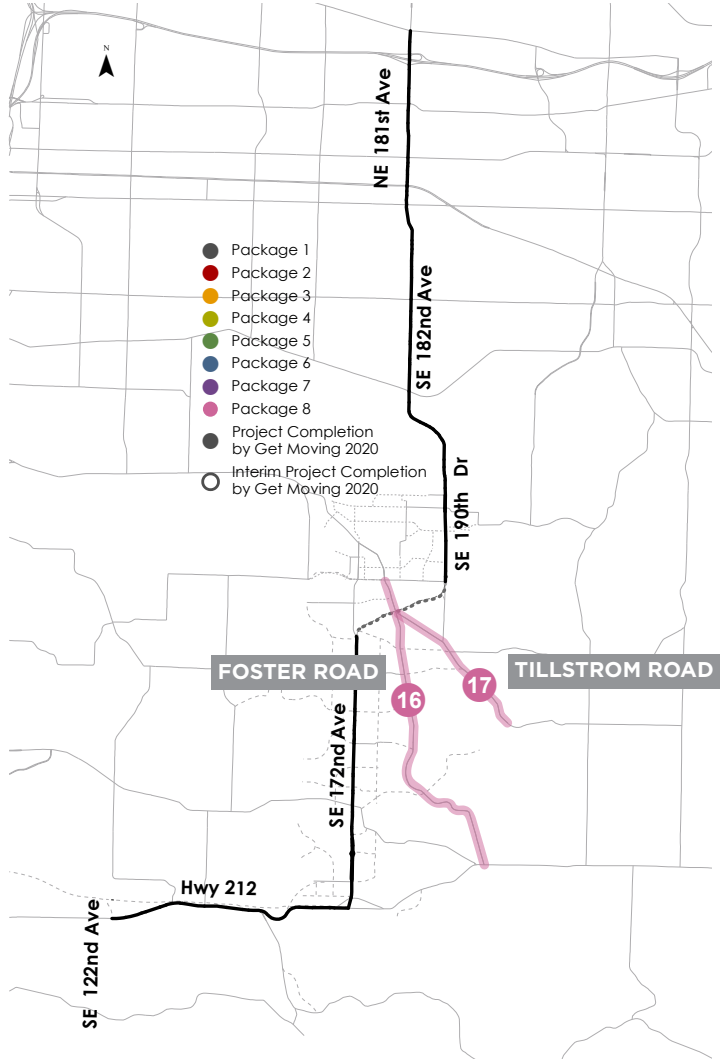 N
NE 181st Ave
Package 1
Package 2
Package 3
Package 4
Package 5
Package 6
Package 7
Package 8
Project Completion
by Get Moving 2020
Interim Project Completion
by Get Moving 2020
SE 182nd Ave
SE 190th Dr
FOSTER ROAD
TILLSTROM ROAD
16
17
SE 172nd Ave
Hwy 212
SE 122nd Ave